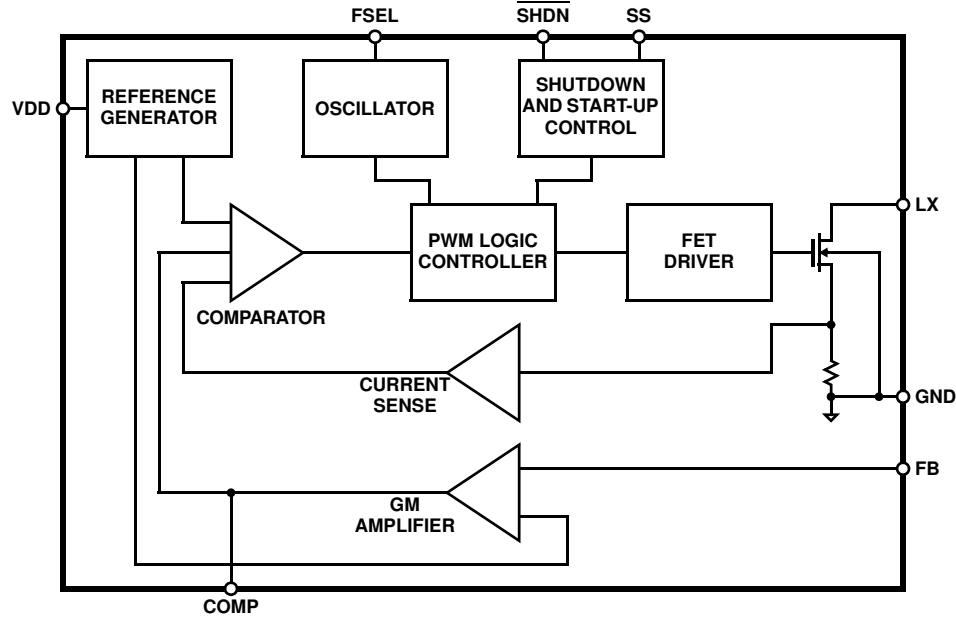 FSEL
SHDN
SS
VDD
REFERENCE
GENERATOR
OSCILLATOR
SHUTDOWN
AND START-UP
CONTROL
LX
PWM LOGIC
CONTROLLER
FET
DRIVER
COMPARATOR
CURRENT
SENSE
GND
FB
GM
AMPLIFIER
COMP